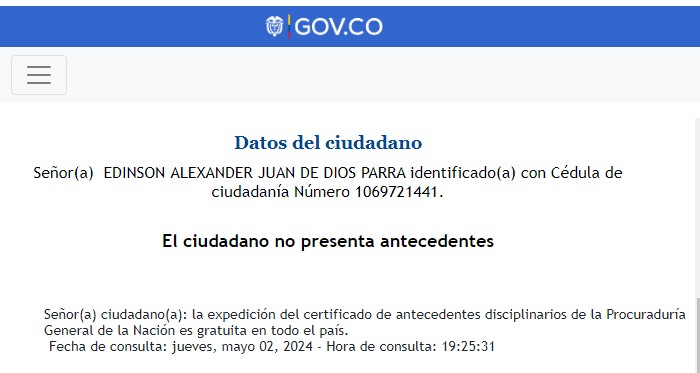 GOV.CO
Datos del ciudadano
Señor(a) EDINSON ALEXANDER JUAN DE DIOS PARRA identificado(a) con Cédula de
ciudadanía Número 1069721441.
El ciudadano no presenta antecedentes
Señor(a) ciudadano(a): la expedición del certificado de antecedentes disciplinarios de la Procuraduría
General de la Nación es gratuita en todo el país.
Fecha de consulta: jueves, mayo 02, 2024 - Hora de consulta: 19:25:31